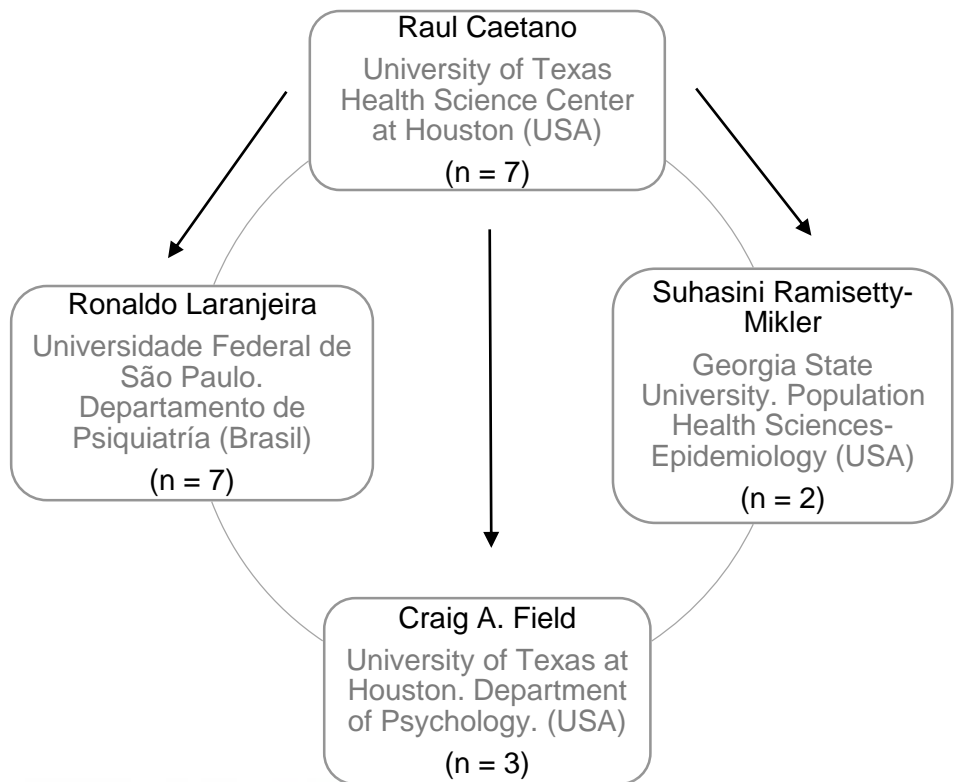 Raul Caetano
University of Texas
Health Science Center
at Houston (USA)
(n = 7)
Ronaldo Laranjeira
Universidade Federal de
São Paulo.
Departamento de
Psiquiatría (Brasil)
(n = 7)
Suhasini Ramisetty-
Mikler
Georgia State
University. Population
Health Sciences-
Epidemiology (USA)
(n = 2)
Craig A. Field
University of Texas at
Houston. Department
of Psychology. (USA)
(n = 3)